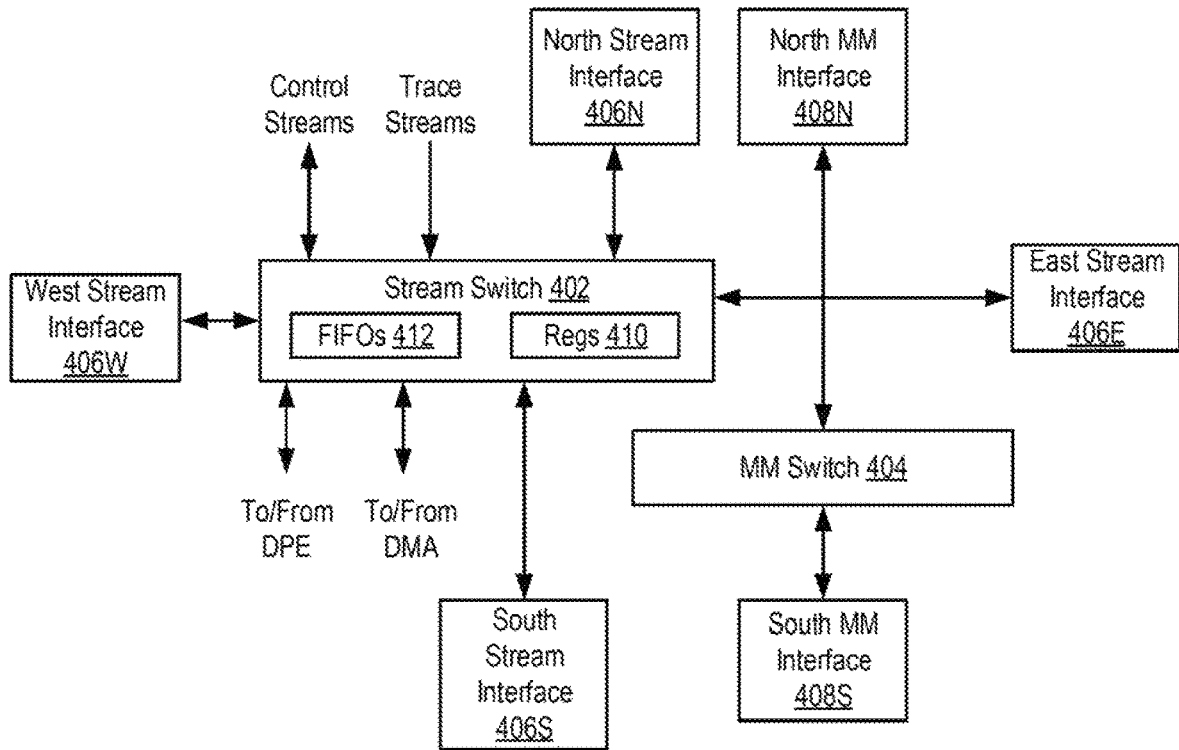 North Stream
Interface
406N
North MM
Interface
408N
Control
Streams
Trace
Streams
West Stream
Interface
406W
Stream Switch 402
FIFOs 412
Regs 410
East Stream
Interface
406E
MM Switch 404
To/From
DPE
To/From
DMA
South
Stream
Interface
406S
South MM
Interface
408S